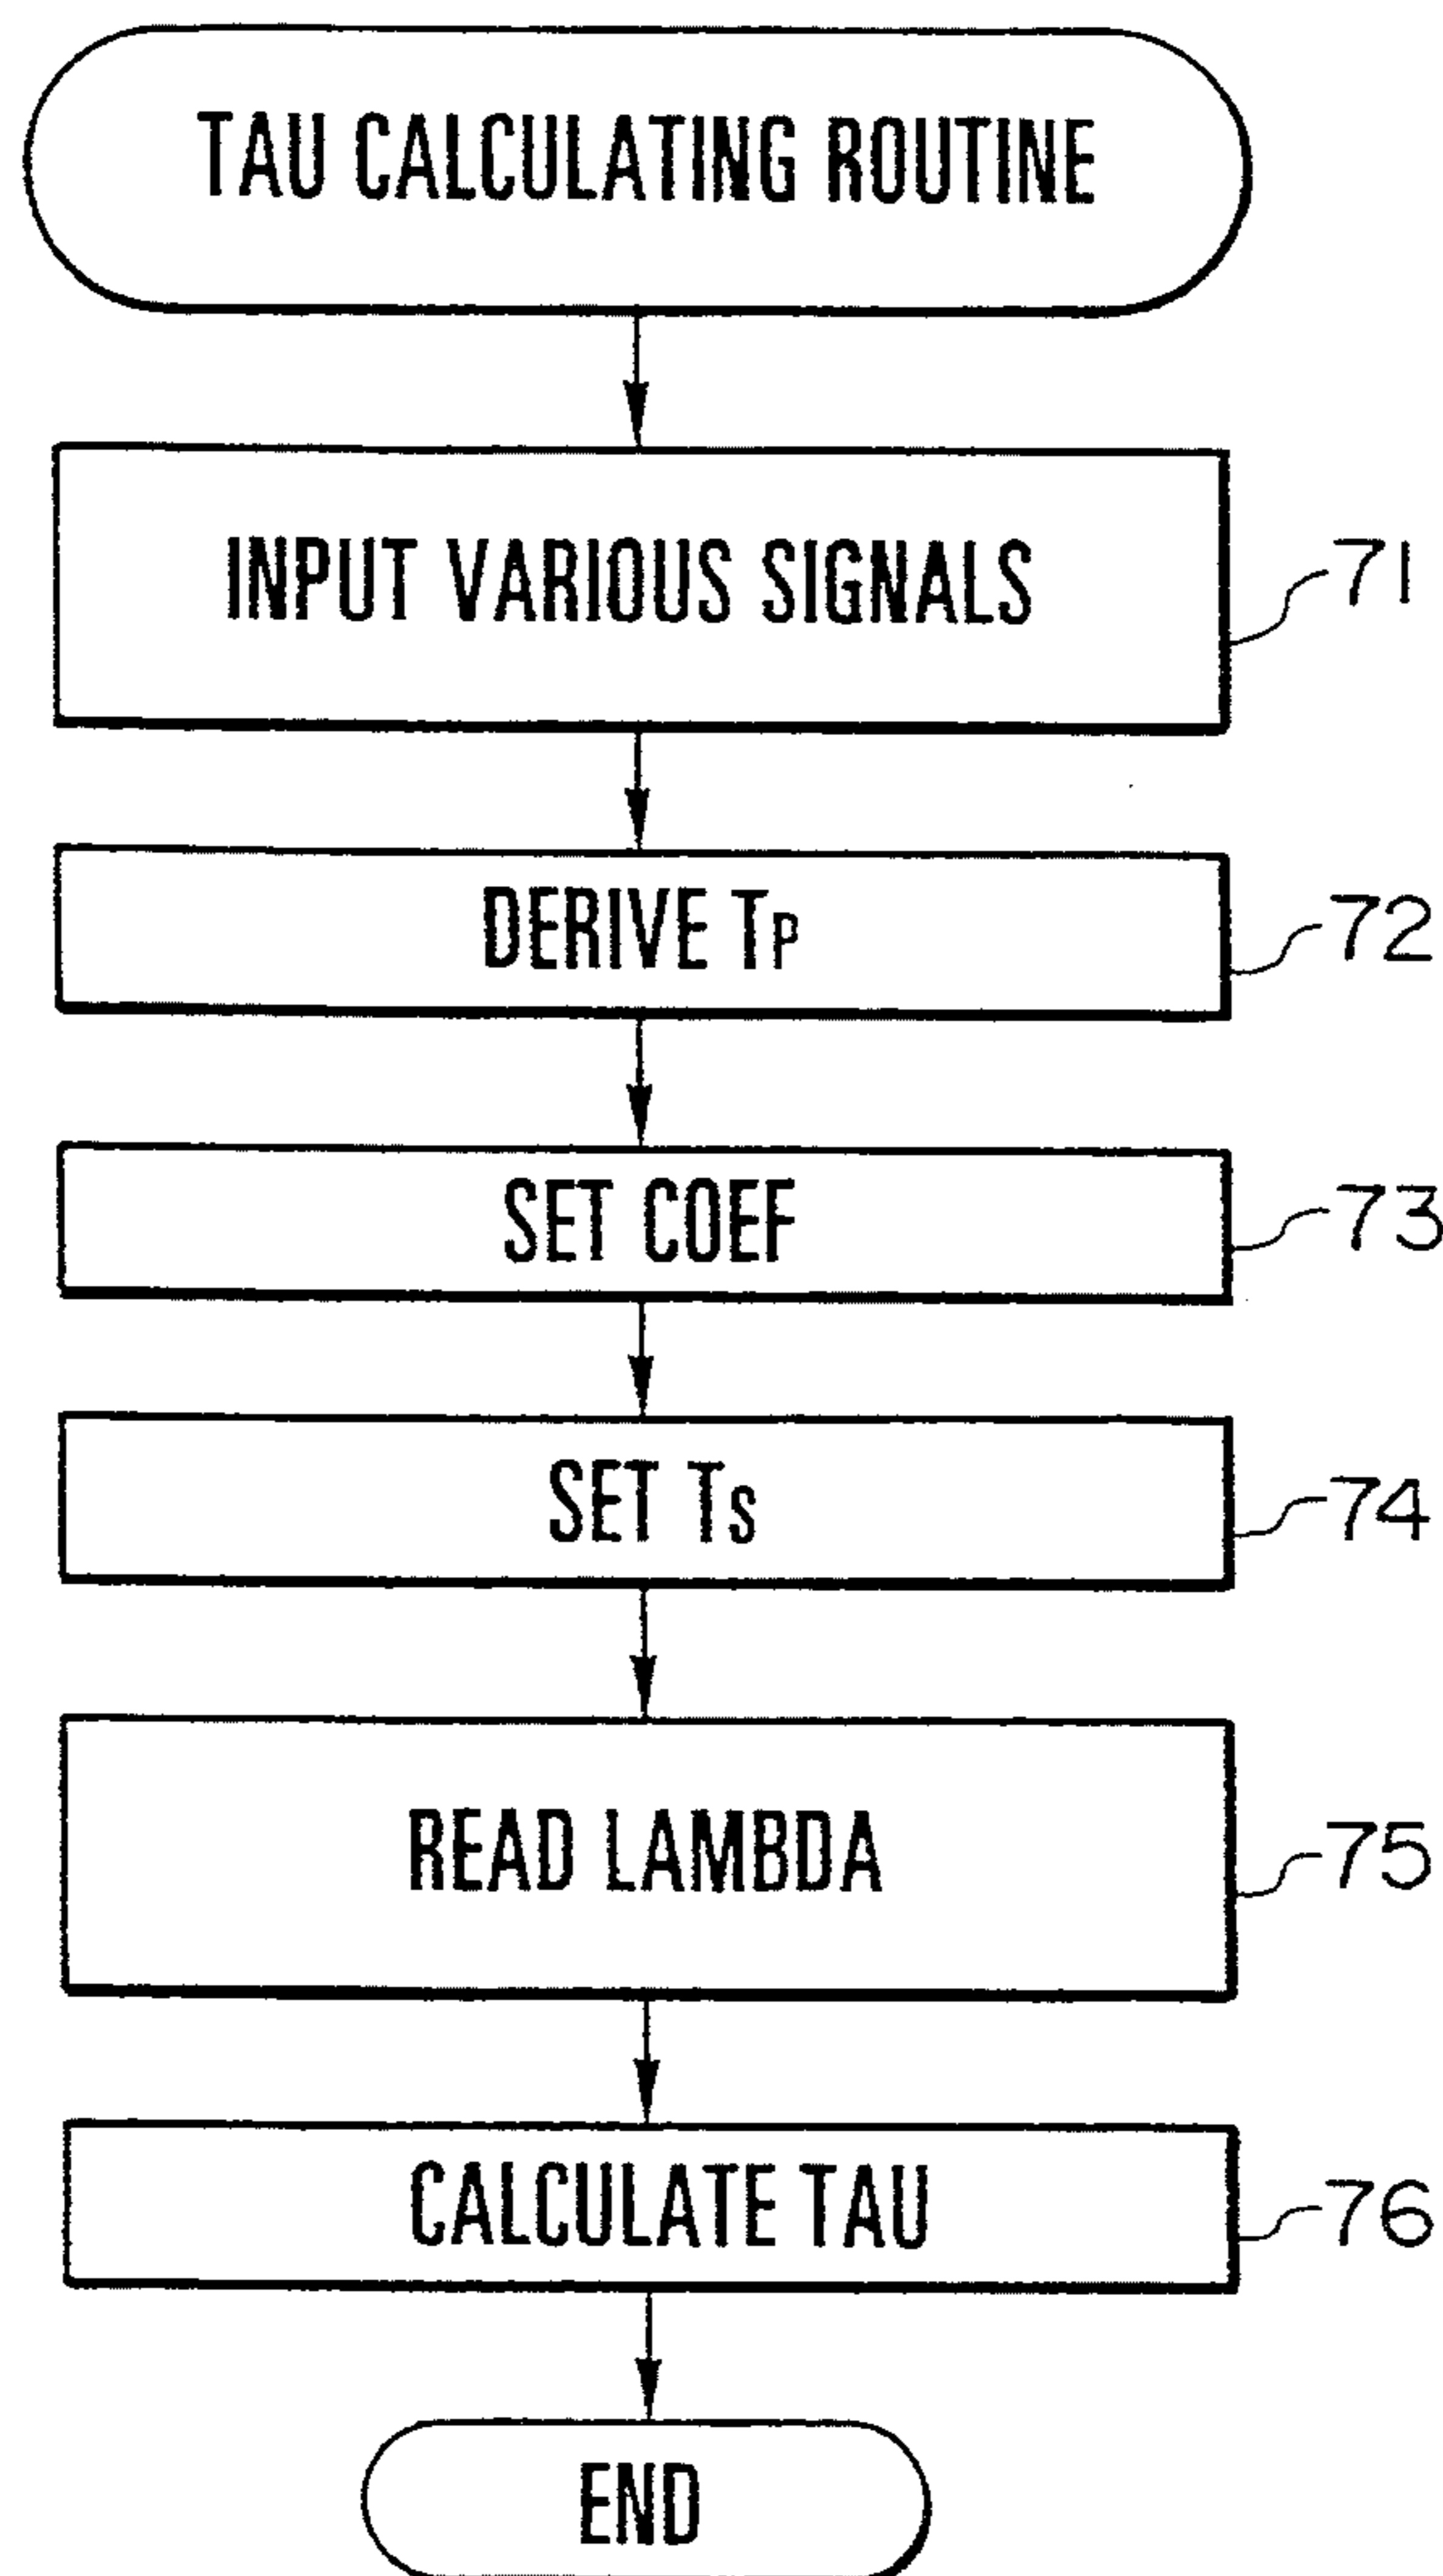 TAU CALCULATING ROUTINE
INPUT VARIOUS SIGNALS
71
DERIVE TP
72
SET COEF
73
SET TS
74
READ LAMBDA
75
CALCULATE TAU
76
END